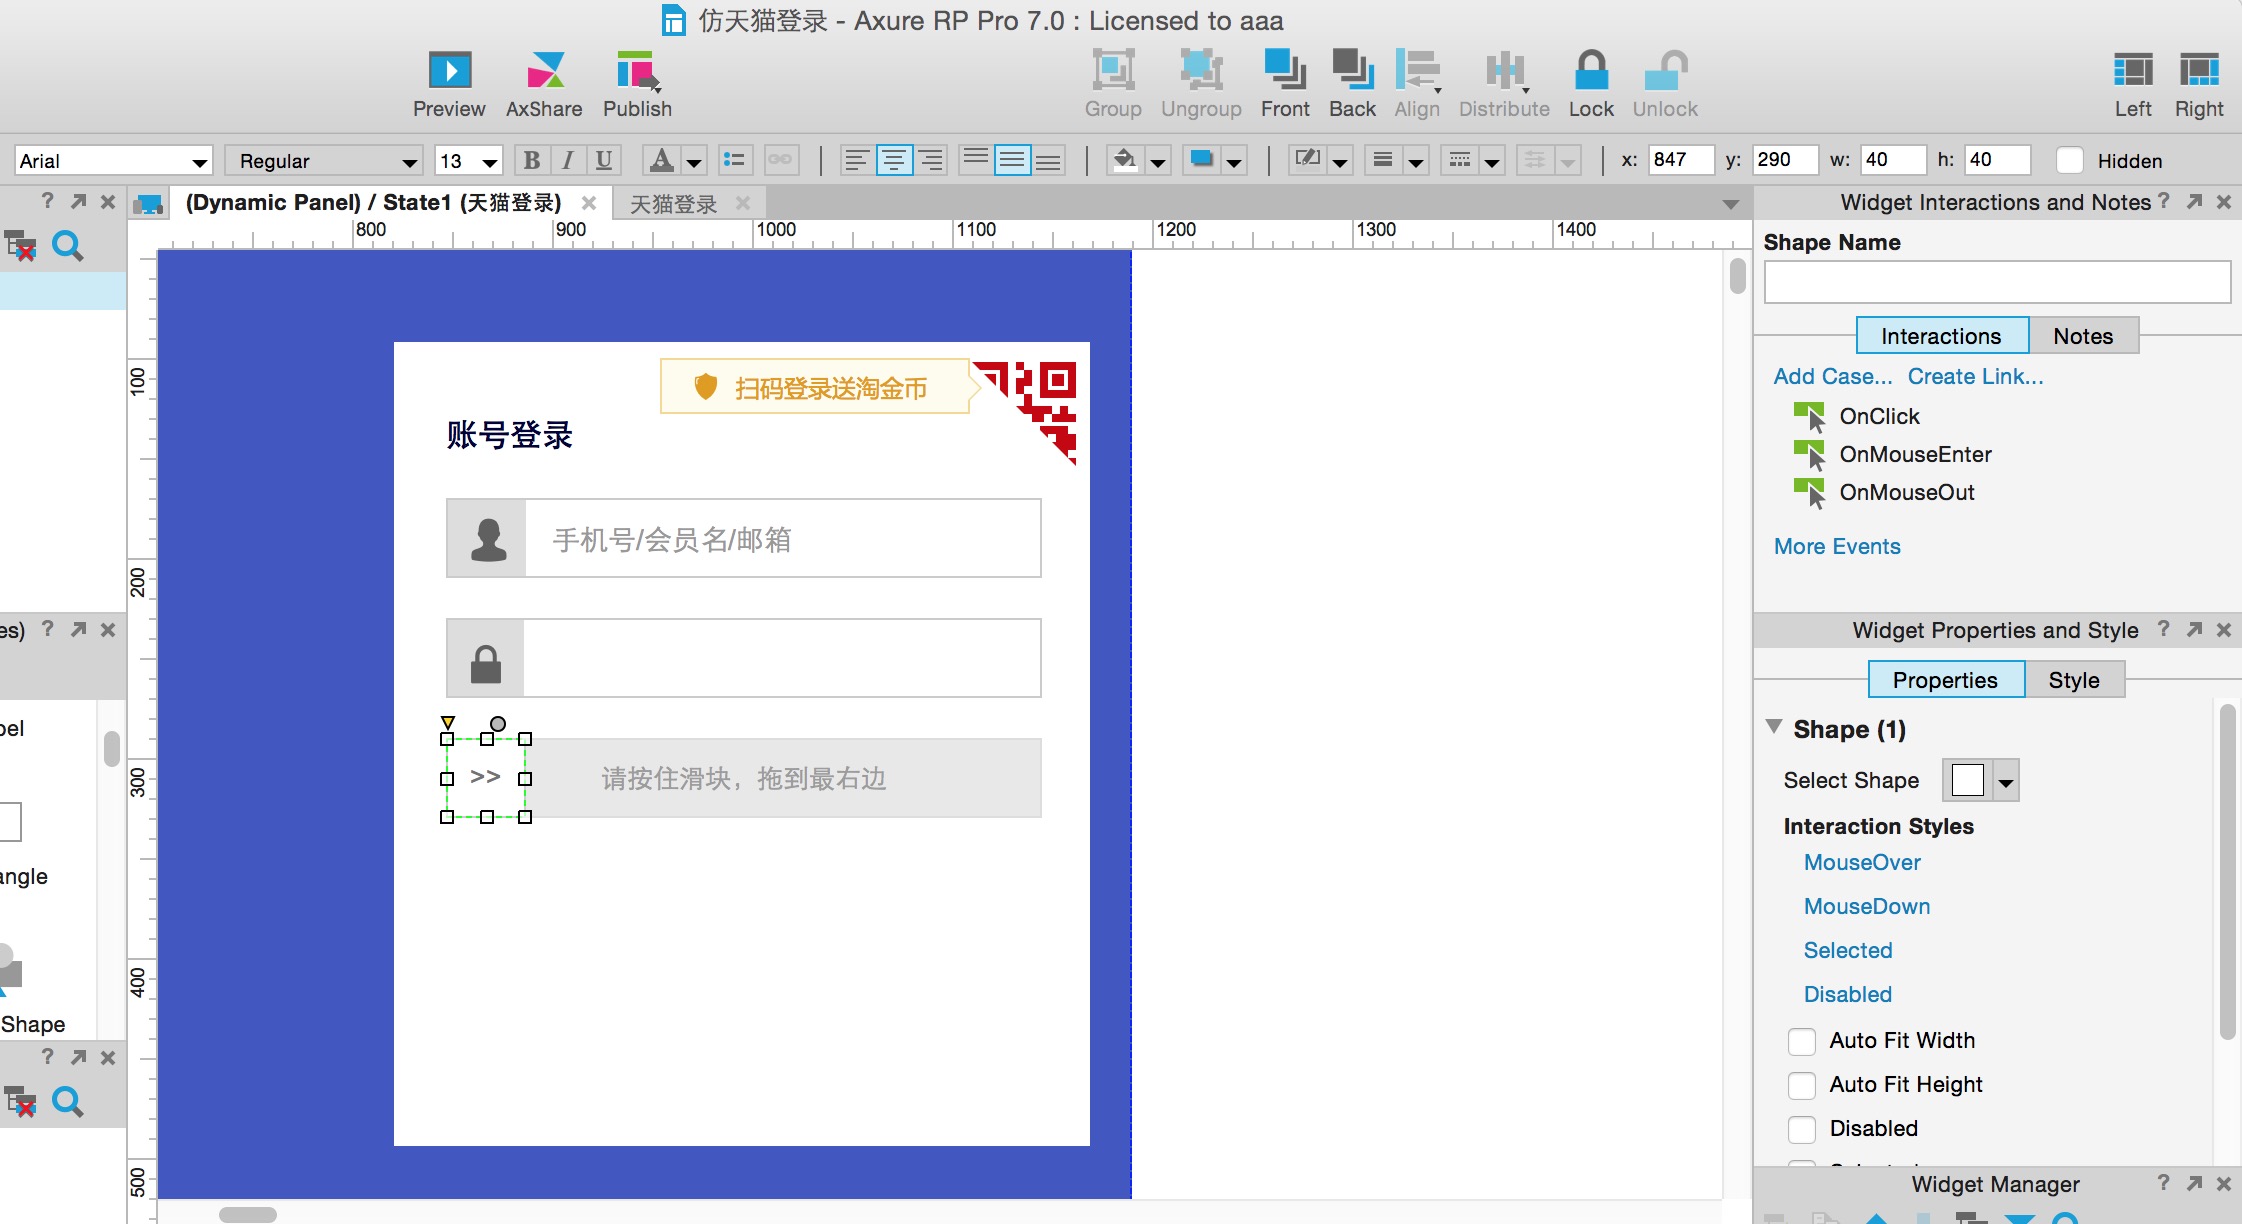 仿天猫登录 - Axure RP Pro 7.0 : Licensed to aaa
Preview AxShare Publish Group Ungroup Front Back Align Distribute Lock Unlock Left Right
Arial Regular 13 B I U A x: 847 y: 290 w: 40 h: 40 Hidden
(Dynamic Panel) / State1 (天猫登录) 天猫登录
Widget Interactions and Notes ?
800 900 1000 1100 1200 1300 1400
Shape Name
Interactions Notes
Add Case... Create Link...
OnClick
OnMouseEnter
OnMouseOut
More Events
100
200
300
400
500
扫码登录送淘金币
账号登录
手机号/会员名/邮箱
>> 请按住滑块，拖到最右边
es) ?
bel
angle
Shape
?
Widget Properties and Style ?
Properties Style
Shape (1)
Select Shape
Interaction Styles
MouseOver
MouseDown
Selected
Disabled
Auto Fit Width
Auto Fit Height
Disabled
Widget Manager ?